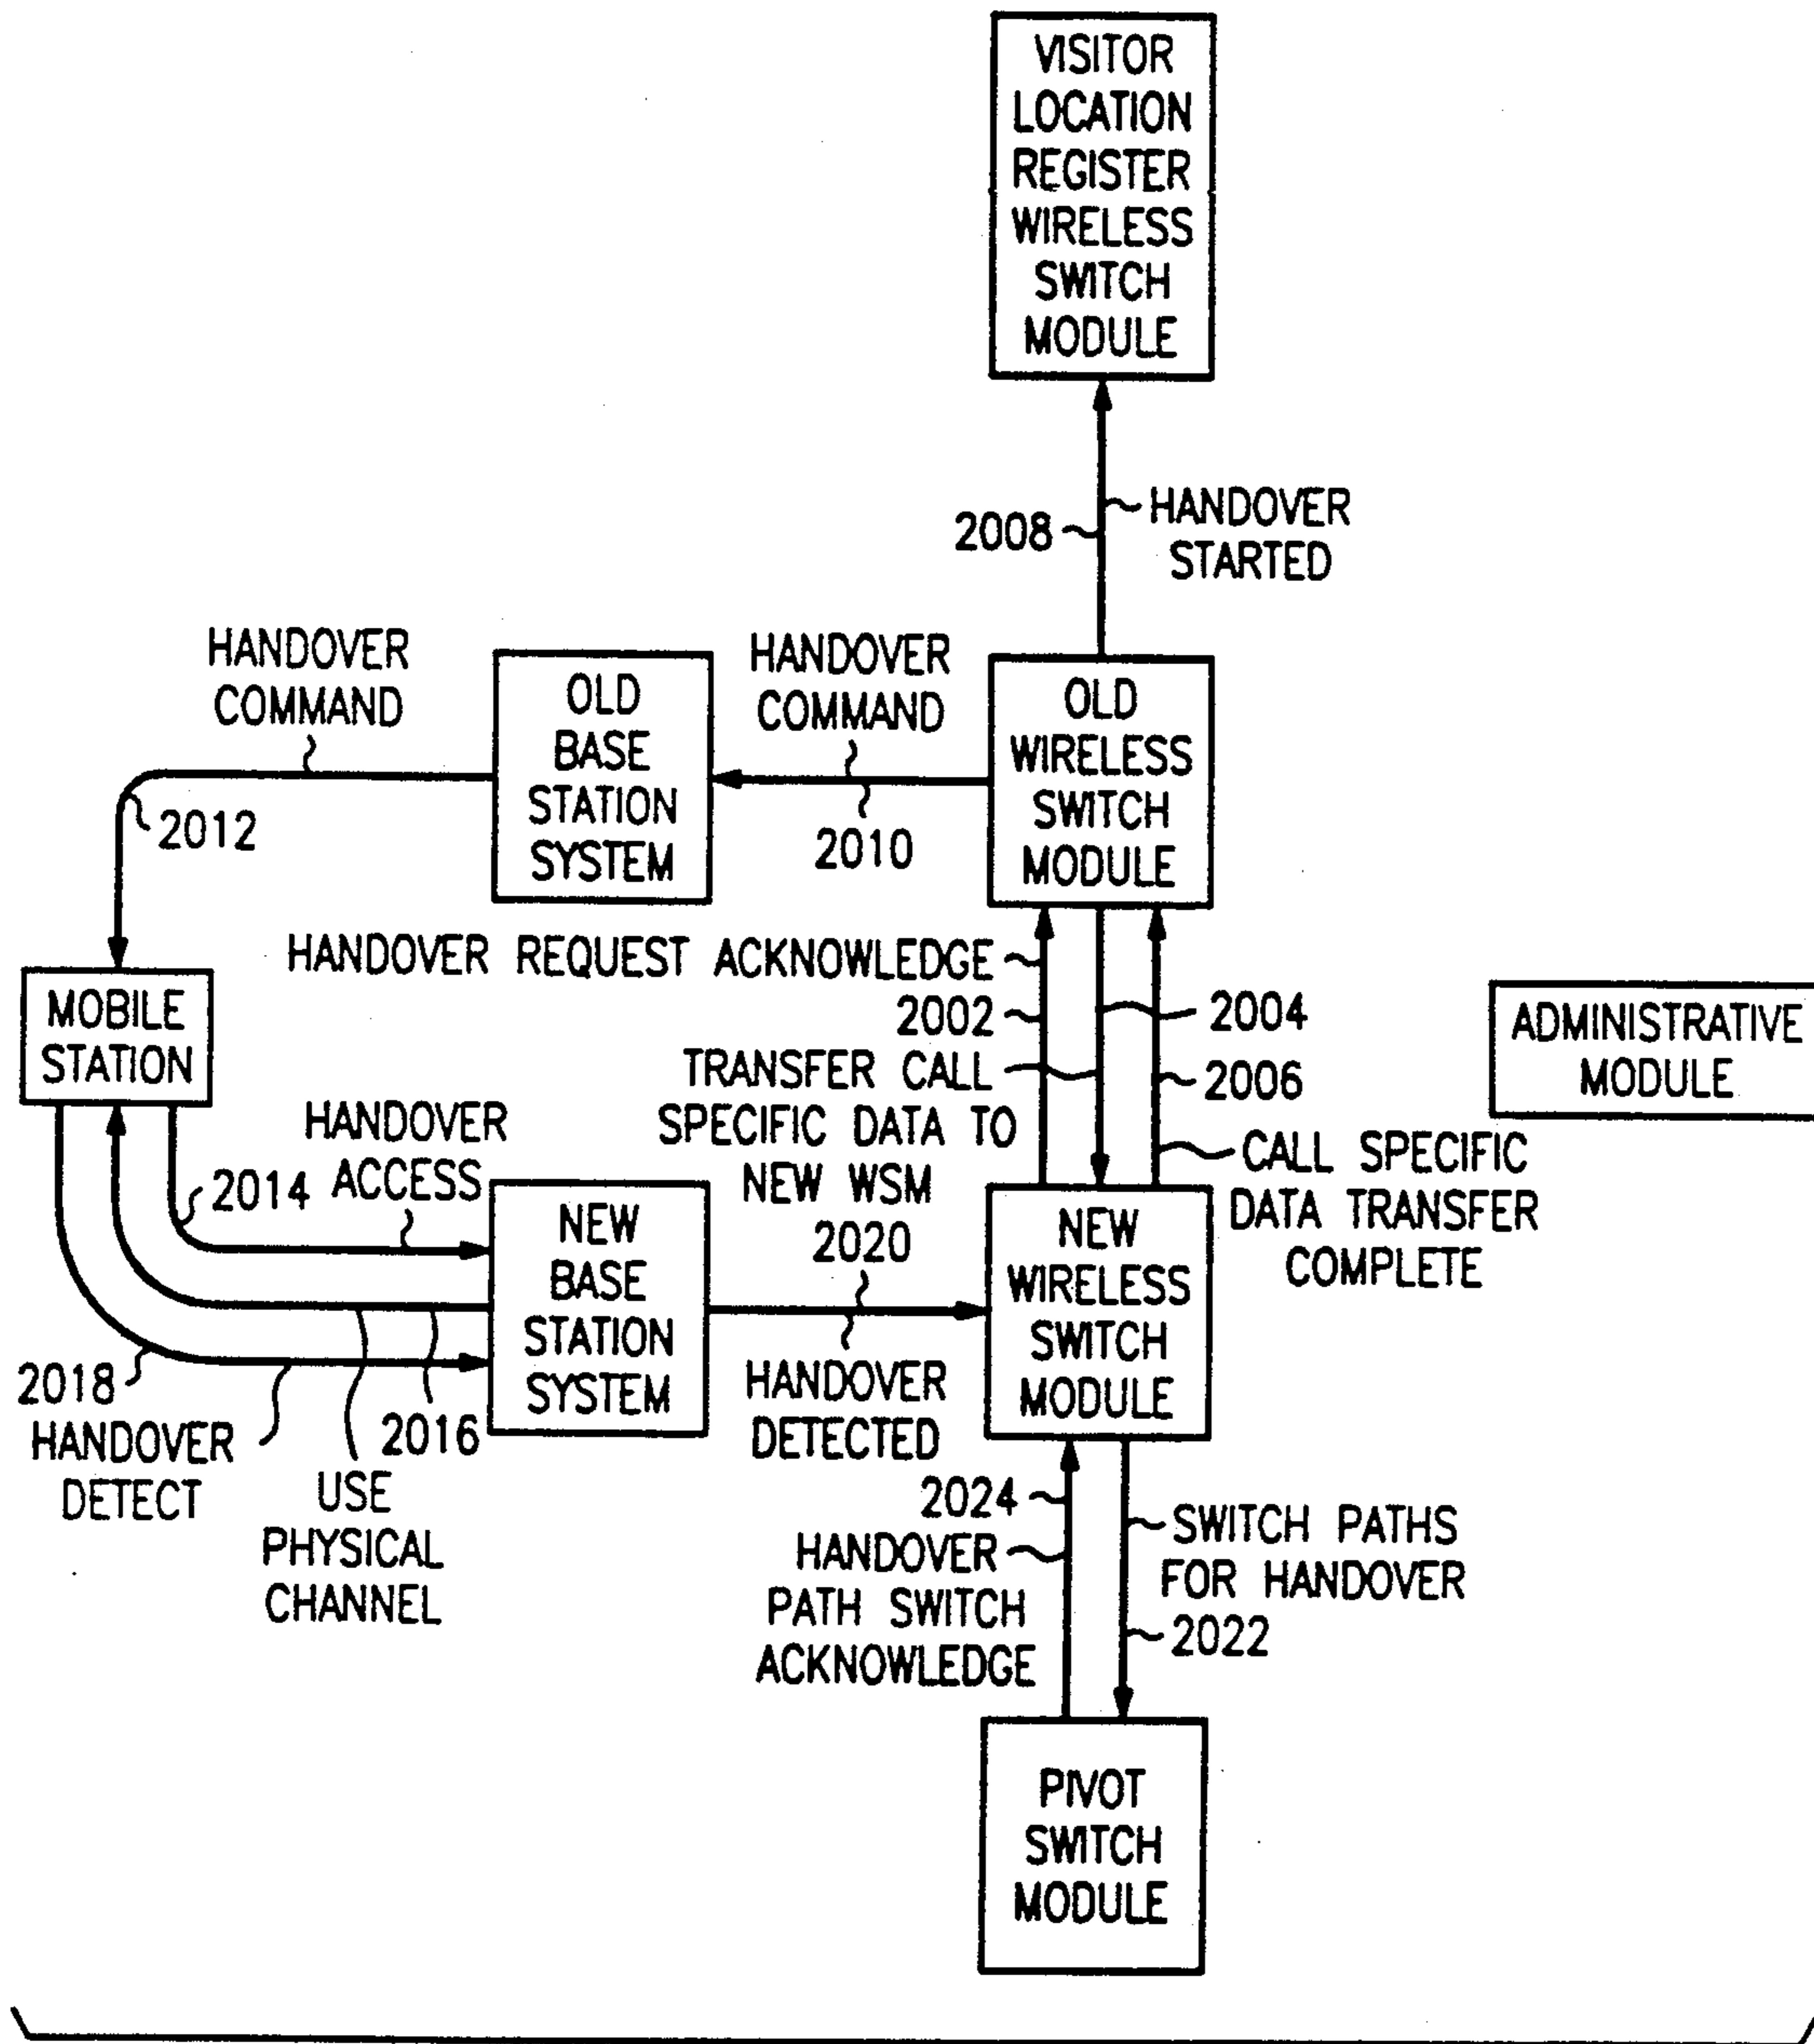 VISITOR
LOCATION
REGISTER
WIRELESS
SWITCH
MODULE
2008
HANDOVER
STARTED
HANDOVER
COMMAND
2012
OLD
BASE
STATION
SYSTEM
HANDOVER
COMMAND
2010
OLD
WIRELESS
SWITCH
MODULE
HANDOVER REQUEST ACKNOWLEDGE
2002
2004
TRANSFER CALL
SPECIFIC DATA TO
NEW WSM
2006
CALL SPECIFIC
DATA TRANSFER
COMPLETE
ADMINISTRATIVE
MODULE
MOBILE
STATION
HANDOVER
ACCESS
2014
NEW
BASE
STATION
SYSTEM
2020
HANDOVER
DETECTED
NEW
WIRELESS
SWITCH
MODULE
2018
HANDOVER
DETECT
2016
USE
PHYSICAL
CHANNEL
2024
HANDOVER
PATH SWITCH
ACKNOWLEDGE
SWITCH PATHS
FOR HANDOVER
2022
PIVOT
SWITCH
MODULE